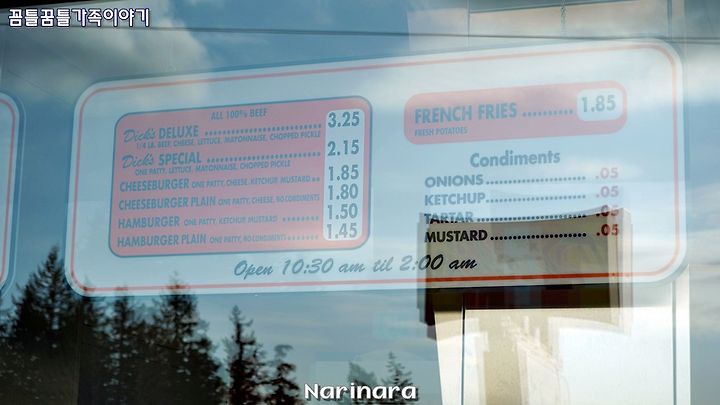 꿈틀꿈틀가족이야기
ALL 100% BEEF
Dick's DELUXE 3.25
1/4 LB. BEEF, CHEESE, LETTUCE, MAYONNAISE, CHOPPED PICKLE
Dick's SPECIAL 2.15
ONE PATTY, LETTUCE, MAYONNAISE, CHOPPED PICKLE
CHEESEBURGER ONE PATTY, CHEESE, KETCHUP MUSTARD 1.85
CHEESEBURGER PLAIN ONE PATTY, CHEESE, NO CONDIMENTS 1.80
HAMBURGER ONE PATTY, KETCHUP MUSTARD 1.50
HAMBURGER PLAIN ONE PATTY, NO CONDIMENTS 1.45
FRENCH FRIES 1.85
FRESH POTATOES
Condiments
ONIONS .05
KETCHUP .05
TARTAR .05
MUSTARD .05
Open 10:30 am til 2:00 am
Narinara